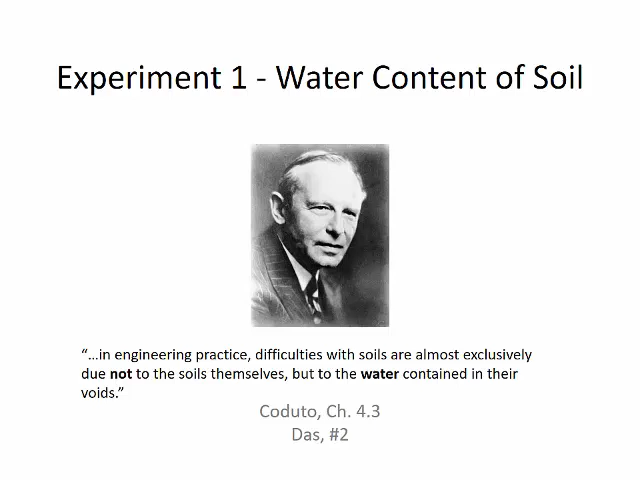 Experiment 1 - Water Content of Soil
“…in engineering practice, difficulties with soils are almost exclusively
due not to the soils themselves, but to the water contained in their
voids.”
Coduto, Ch. 4.3
Das, #2